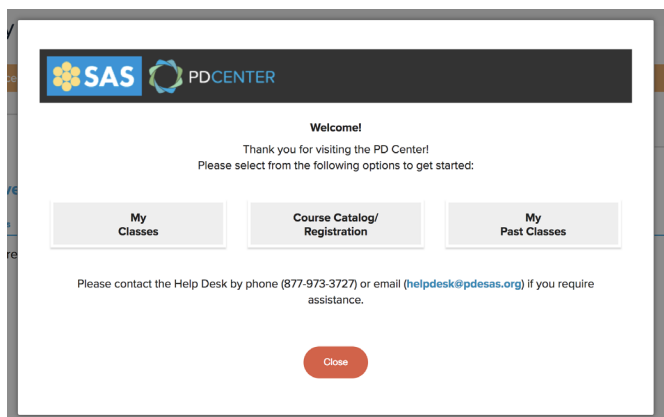 SAS PDCENTER
Welcome!
Thank you for visiting the PD Center!
Please select from the following options to get started:
My
Classes
Course Catalog/
Registration
My
Past Classes
Please contact the Help Desk by phone (877-973-3727) or email (helpdesk@pdesas.org) if you require
assistance.
Close